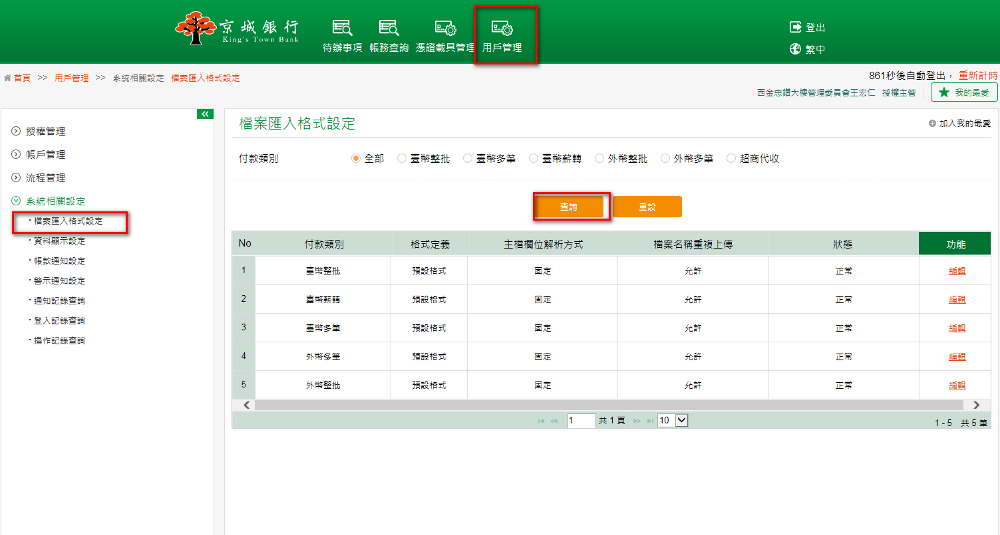 京城銀行
King's Town Bank
待辦事項 帳務查詢 憑證載具管理 用戶管理
登出
繁中
首頁 >> 用戶管理 >> 系統相關設定 檔案匯入格式設定
861秒後自動登出， 重新計時
西金忠鑽大樓管理委員會王宏仁 授權主管 我的最愛
授權管理
帳戶管理
流程管理
系統相關設定
·檔案匯入格式設定
·資料顯示設定
·帳款通知設定
·警示通知設定
·通知記錄查詢
·登入記錄查詢
·操作記錄查詢
檔案匯入格式設定
加入我的最愛
付款類別 全部 臺幣整批 臺幣多筆 臺幣薪轉 外幣整批 外幣多筆 超商代收
查詢 重設
No 付款類別 格式定義 主檔欄位解析方式 檔案名稱重複上傳 狀態 功能
1 臺幣整批 預設格式 固定 允許 正常 編輯
2 臺幣薪轉 預設格式 固定 允許 正常 編輯
3 臺幣多筆 預設格式 固定 允許 正常 編輯
4 外幣多筆 預設格式 固定 允許 正常 編輯
5 外幣整批 預設格式 固定 允許 正常 編輯
1 共 1 頁 10
1 - 5 共 5 筆